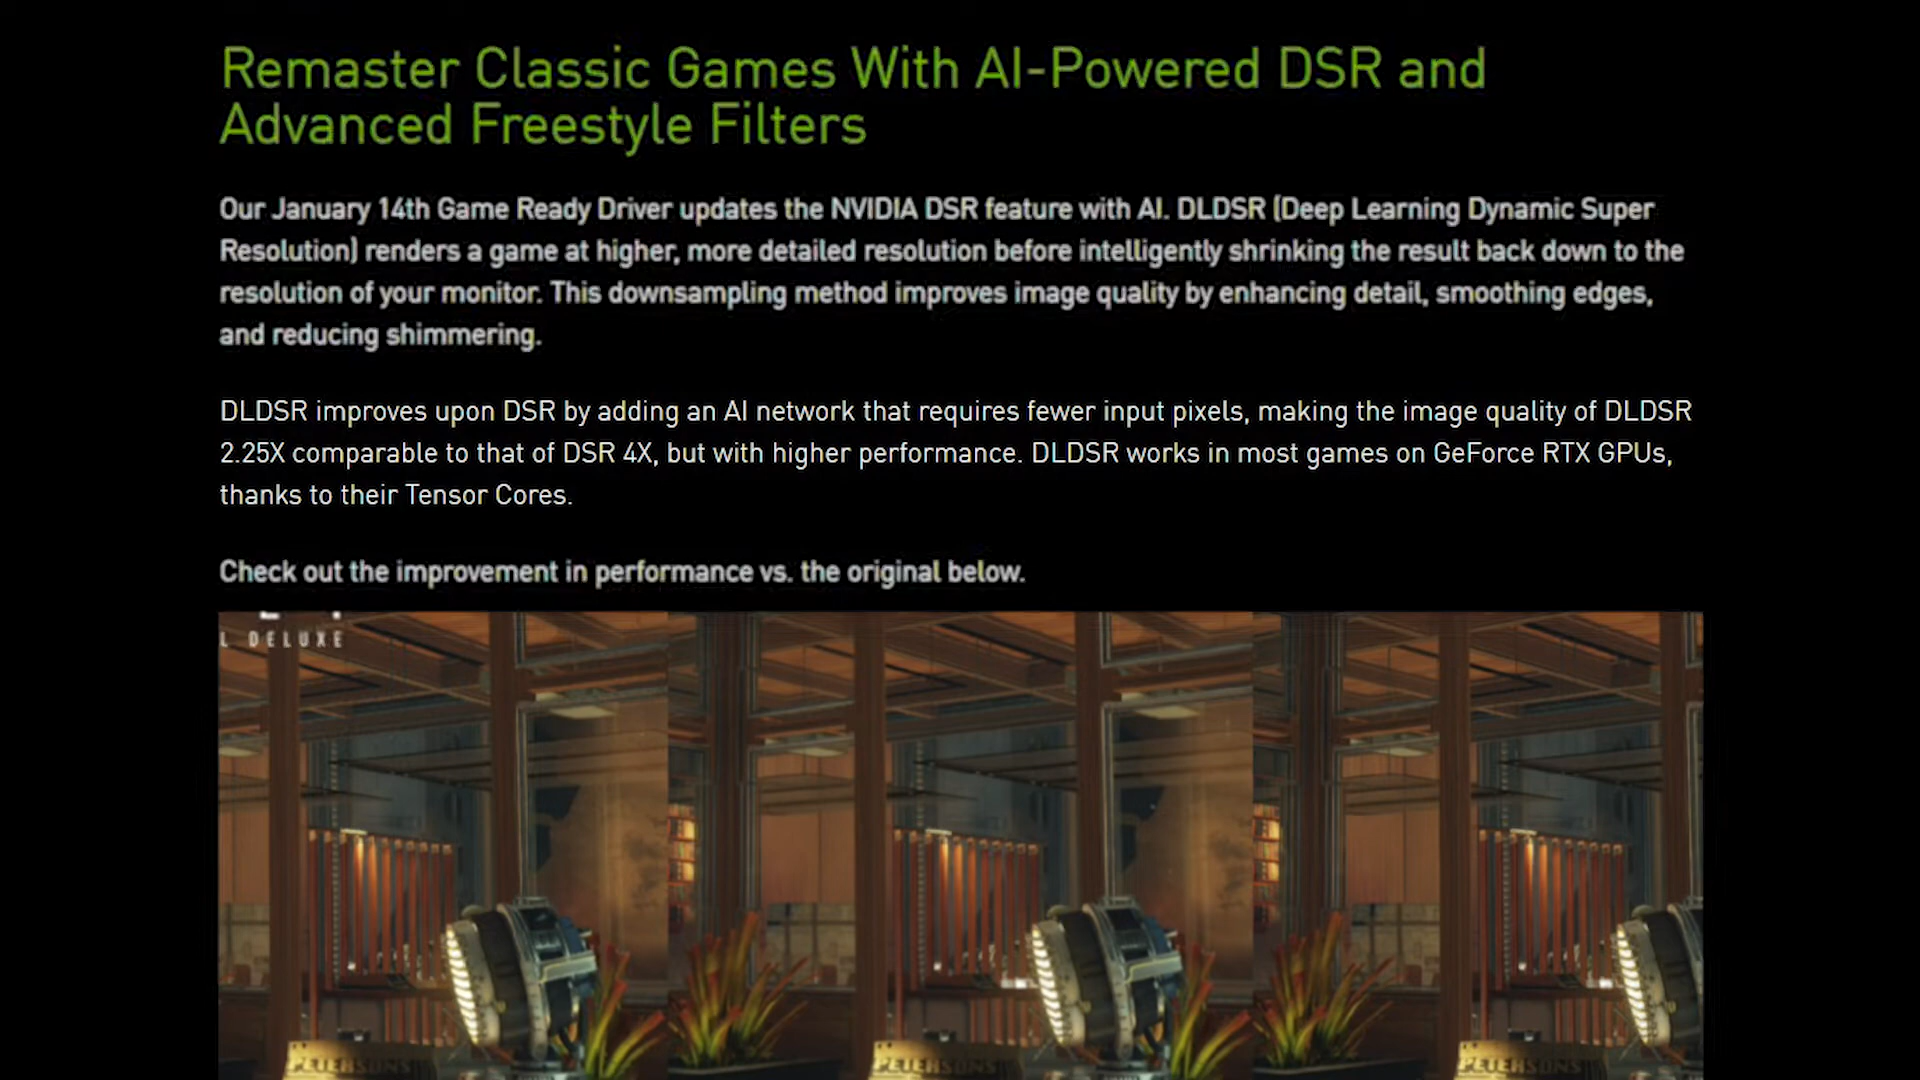 Remaster Classic Games With AI-Powered DSR and
Advanced Freestyle Filters
Our January 14th Game Ready Driver updates the NVIDIA DSR feature with AI. DLDSR (Deep Learning Dynamic Super
Resolution) renders a game at higher, more detailed resolution before intelligently shrinking the result back down to the
resolution of your monitor. This downsampling method improves image quality by enhancing detail, smoothing edges,
and reducing shimmering.
DLDSR improves upon DSR by adding an AI network that requires fewer input pixels, making the image quality of DLDSR
2.25X comparable to that of DSR 4X, but with higher performance. DLDSR works in most games on GeForce RTX GPUs,
thanks to their Tensor Cores.
Check out the improvement in performance vs. the original below.
L DELUXE
PETERSONS PETERSONS PETERSONS